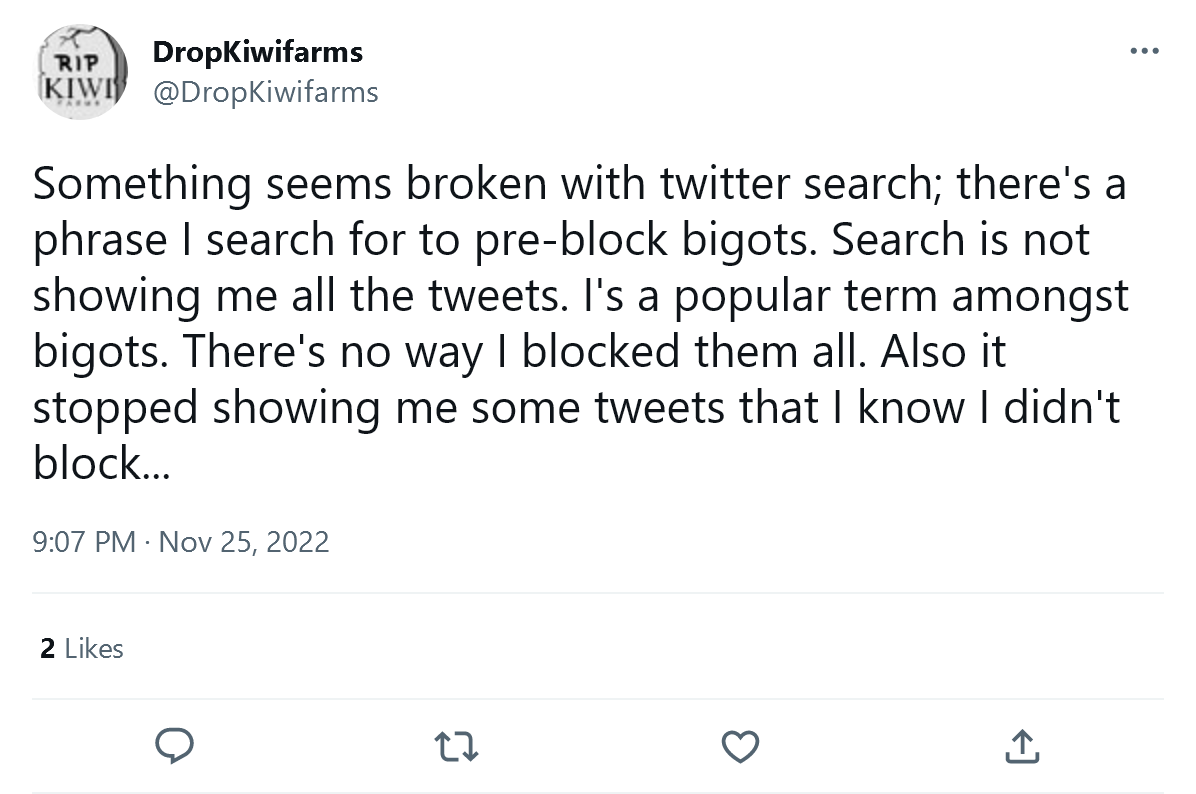 RIP
KIWI
FARMS
DropKiwifarms
@DropKiwifarms
Something seems broken with twitter search; there's a
phrase I search for to pre-block bigots. Search is not
showing me all the tweets. I's a popular term amongst
bigots. There's no way I blocked them all. Also it
stopped showing me some tweets that I know I didn't
block...
9:07 PM · Nov 25, 2022
2 Likes